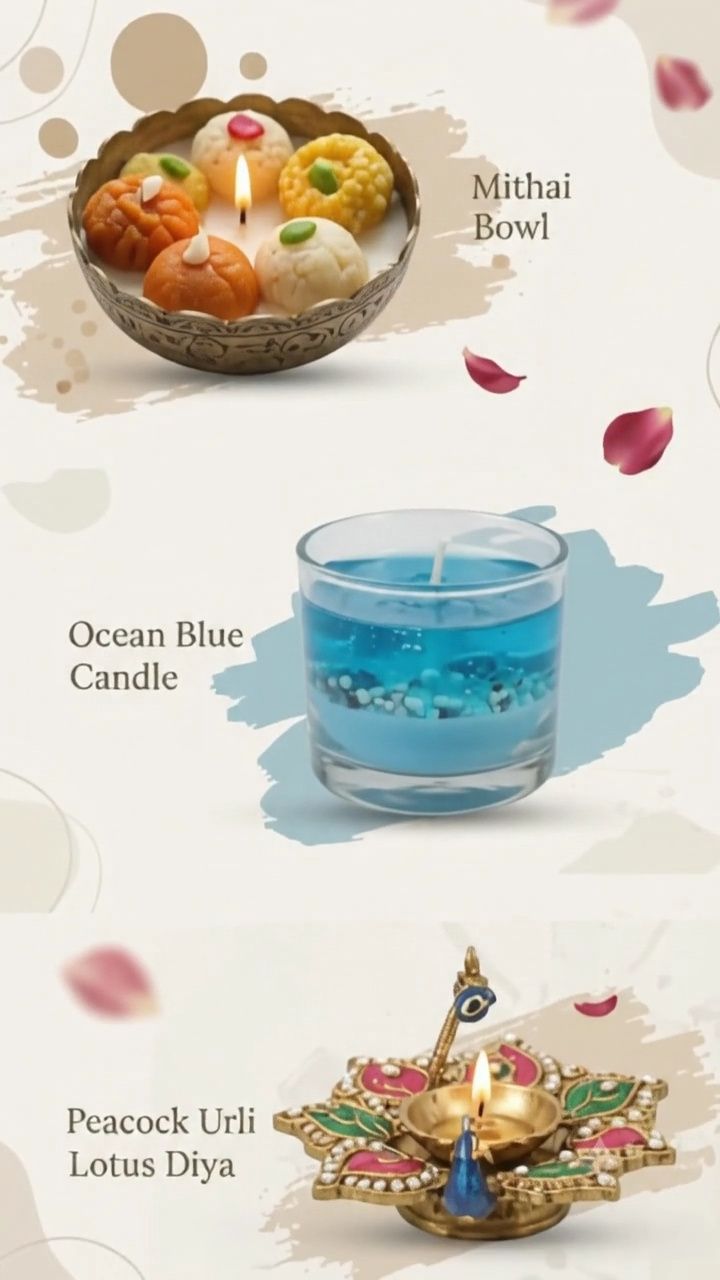 Mithai
Bowl
Ocean Blue
Candle
Peacock Urli
Lotus Diya